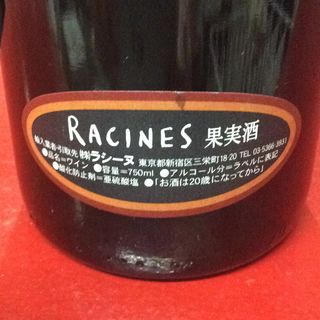 RACINES 果実酒
輸入業者・引取先 ㈱ラシーヌ 東京都新宿区三栄町18-20 TEL 03-5366-3931
●品名=ワイン ●容量=750ml ●アルコール分=ラベルに表記
●酸化防止剤=亜硫酸塩 ●「お酒は20歳になってから」